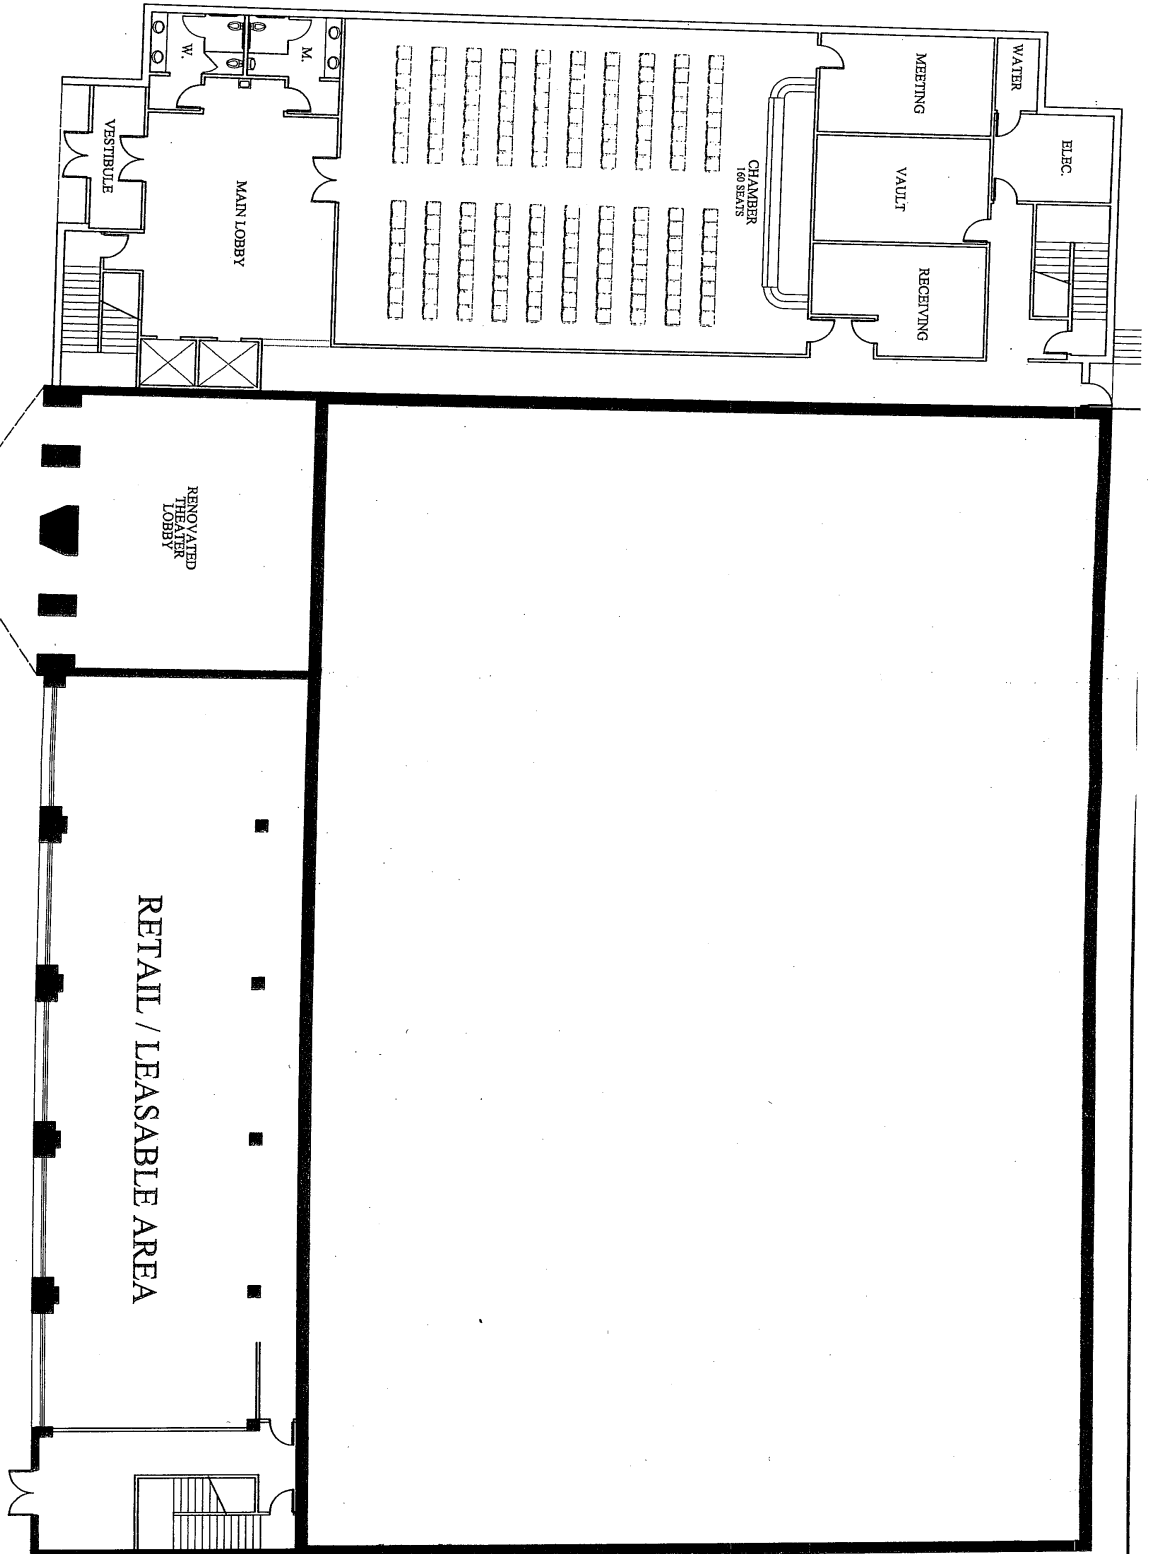 W.
M.
VESTIBULE
MAIN LOBBY
CHAMBER
160 SEATS
MEETING
WATER
ELEC.
VAULT
RECEIVING
RENOVATED
THEATER
LOBBY
RETAIL / LEASABLE AREA